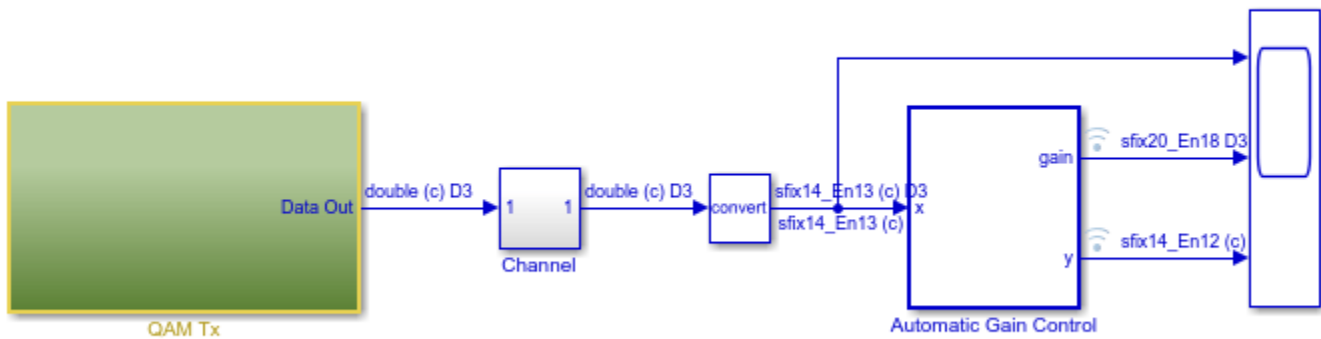 Data Out
QAM Tx
double (c) D3
1 1
Channel
double (c) D3
convert
sfix14_En13 (c) D3
sfix14_En13 (c)
x
gain
y
Automatic Gain Control
sfix20_En18 D3
sfix14_En12 (c)